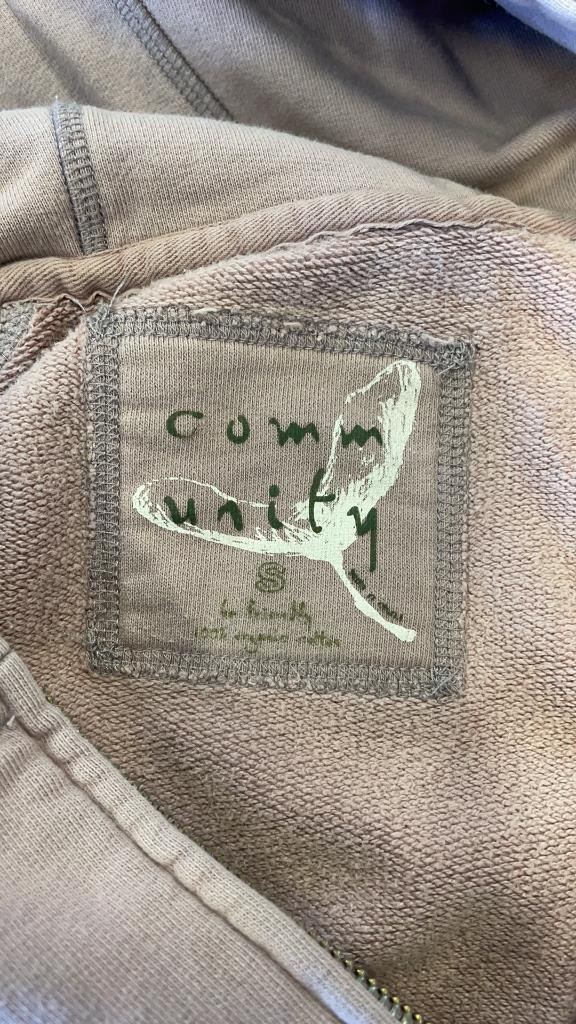 comm
unity
S
be friendly
100% organic cotton